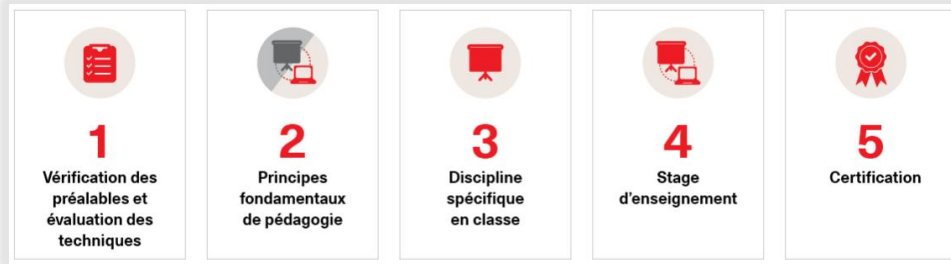 1
Vérification des
préalables et
évaluation des
techniques
2
Principes
fondamentaux
de pédagogie
3
Discipline
spécifique
en classe
4
Stage
d’enseignement
5
Certification